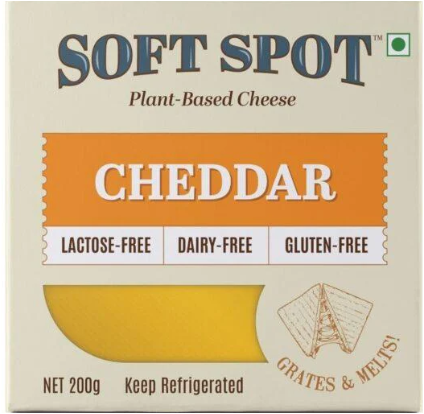 SOFT SPOT™
Plant-Based Cheese
CHEDDAR
LACTOSE-FREE DAIRY-FREE GLUTEN-FREE
GRATES & MELTS!
NET 200g Keep Refrigerated